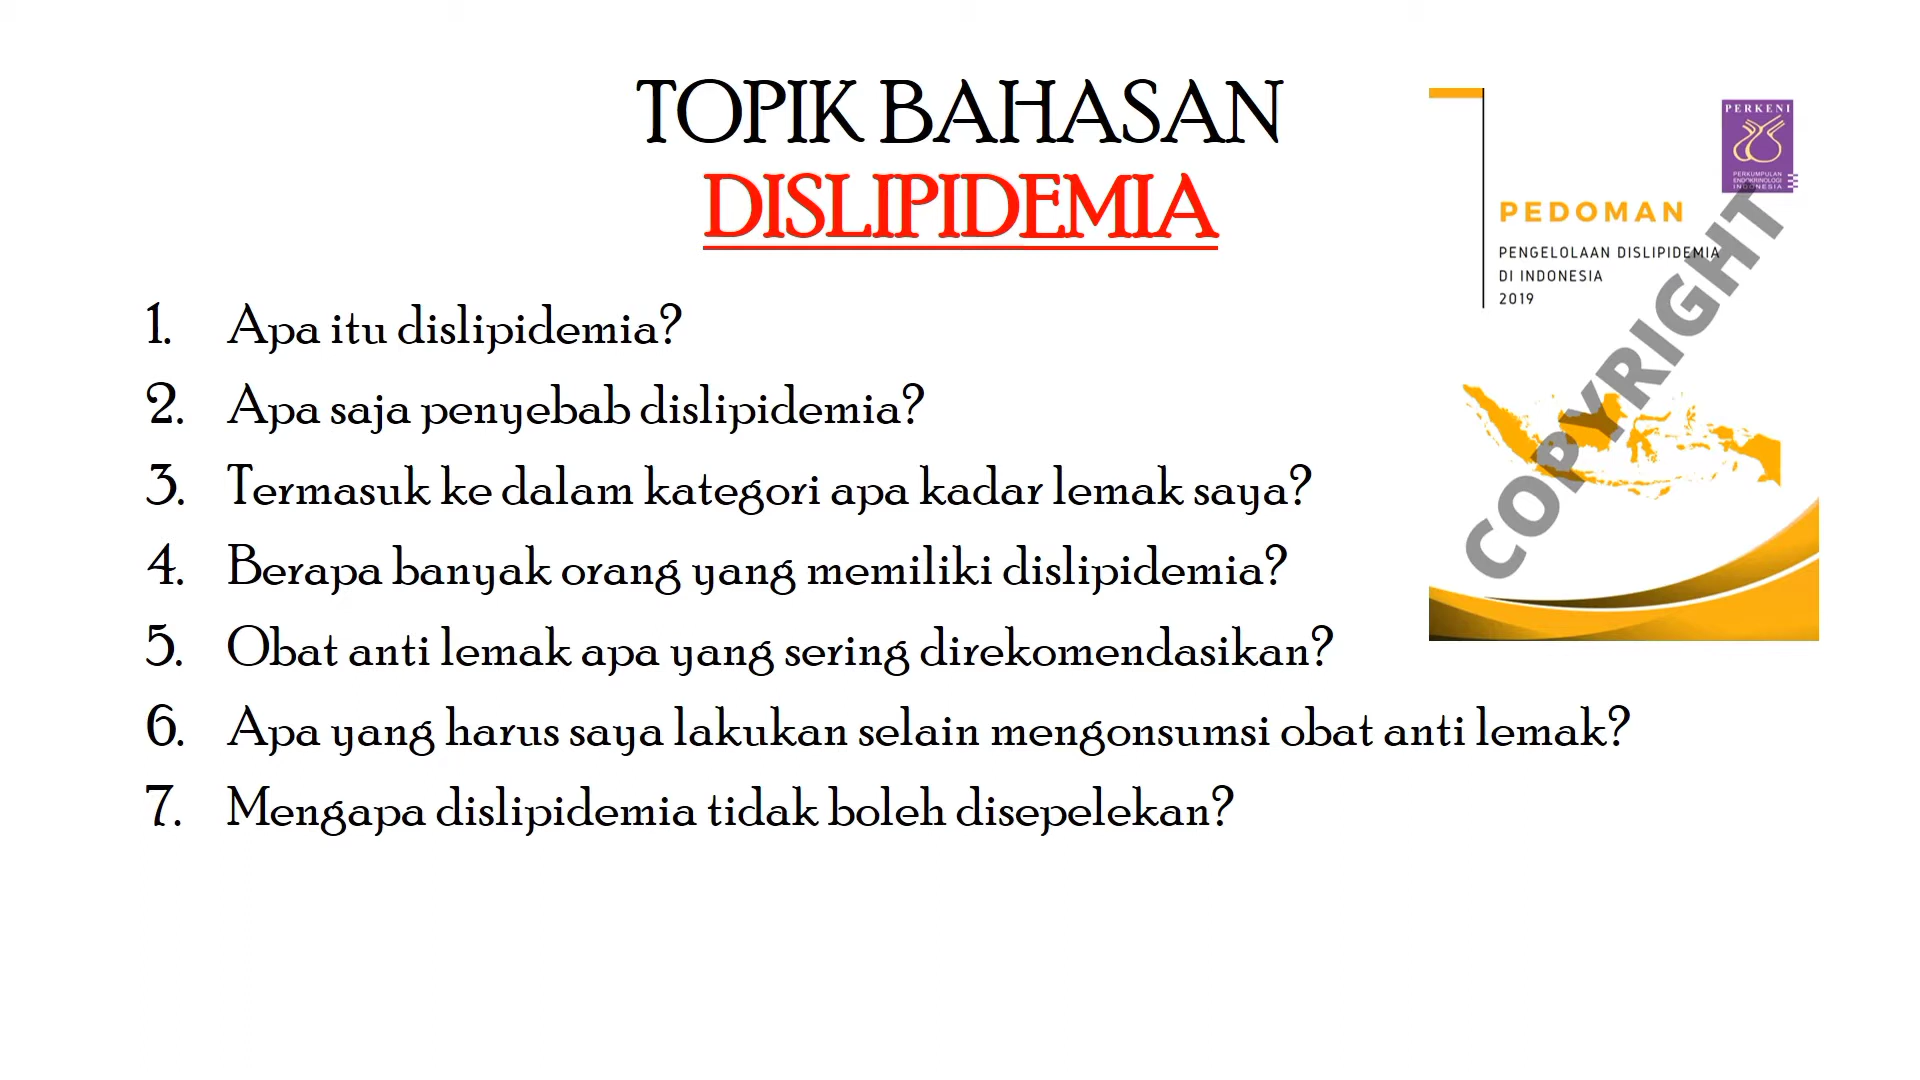 TOPIK BAHASAN
DISLIPIDEMIA
1. Apa itu dislipidemia?
2. Apa saja penyebab dislipidemia?
3. Termasuk ke dalam kategori apa kadar lemak saya?
4. Berapa banyak orang yang memiliki dislipidemia?
5. Obat anti lemak apa yang sering direkomendasikan?
6. Apa yang harus saya lakukan selain mengonsumsi obat anti lemak?
7. Mengapa dislipidemia tidak boleh disepelekan?
PERKENI
PERKUMPULAN
ENDOKRINOLOGI
INDONESIA
PEDOMAN
PENGELOLAAN DISLIPIDEMIA
DI INDONESIA
2019
COPYRIGHT